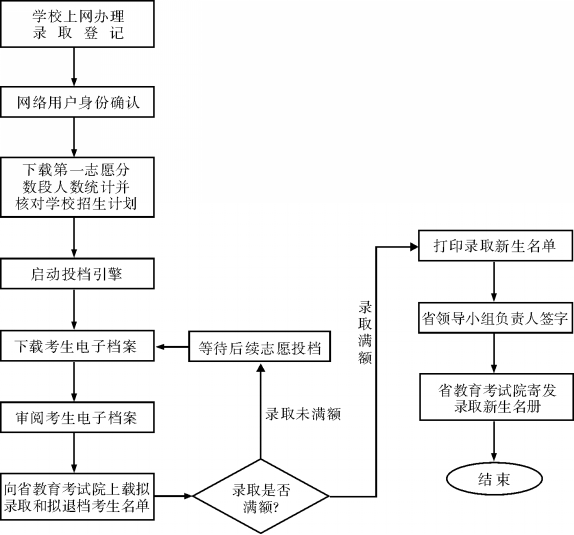 学校上网办理
录取登记
网络用户身份确认
下载第一志愿分
数段人数统计并
核对学校招生计划
启动投档引擎
下载考生电子档案
等待后续志愿投档
审阅考生电子档案
录取未满额
向省教育考试院上载拟
录取和拟退档考生名单
录取是否
满额?
录取满额
打印录取新生名单
省领导小组负责人签字
省教育考试院寄发
录取新生名册
结束